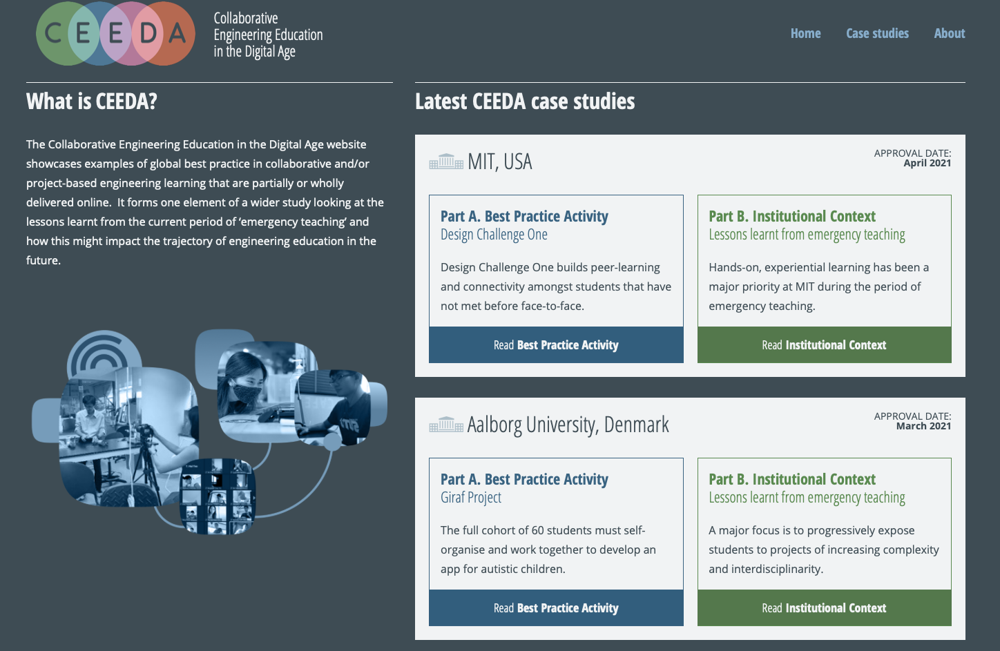 CEEDA
Collaborative
Engineering Education
in the Digital Age
Home
Case studies
About
What is CEEDA?
The Collaborative Engineering Education in the Digital Age website
showcases examples of global best practice in collaborative and/or
project-based engineering learning that are partially or wholly
delivered online.  It forms one element of a wider study looking at the
lessons learnt from the current period of ‘emergency teaching’ and
how this might impact the trajectory of engineering education in the
future.
Latest CEEDA case studies
MIT, USA
APPROVAL DATE:
April 2021
Part A. Best Practice Activity
Design Challenge One
Design Challenge One builds peer-learning
and connectivity amongst students that have
not met before face-to-face.
Read Best Practice Activity
Part B. Institutional Context
Lessons learnt from emergency teaching
Hands-on, experiential learning has been a
major priority at MIT during the period of
emergency teaching.
Read Institutional Context
Aalborg University, Denmark
APPROVAL DATE:
March 2021
Part A. Best Practice Activity
Giraf Project
The full cohort of 60 students must self-
organise and work together to develop an
app for autistic children.
Read Best Practice Activity
Part B. Institutional Context
Lessons learnt from emergency teaching
A major focus is to progressively expose
students to projects of increasing complexity
and interdisciplinarity.
Read Institutional Context